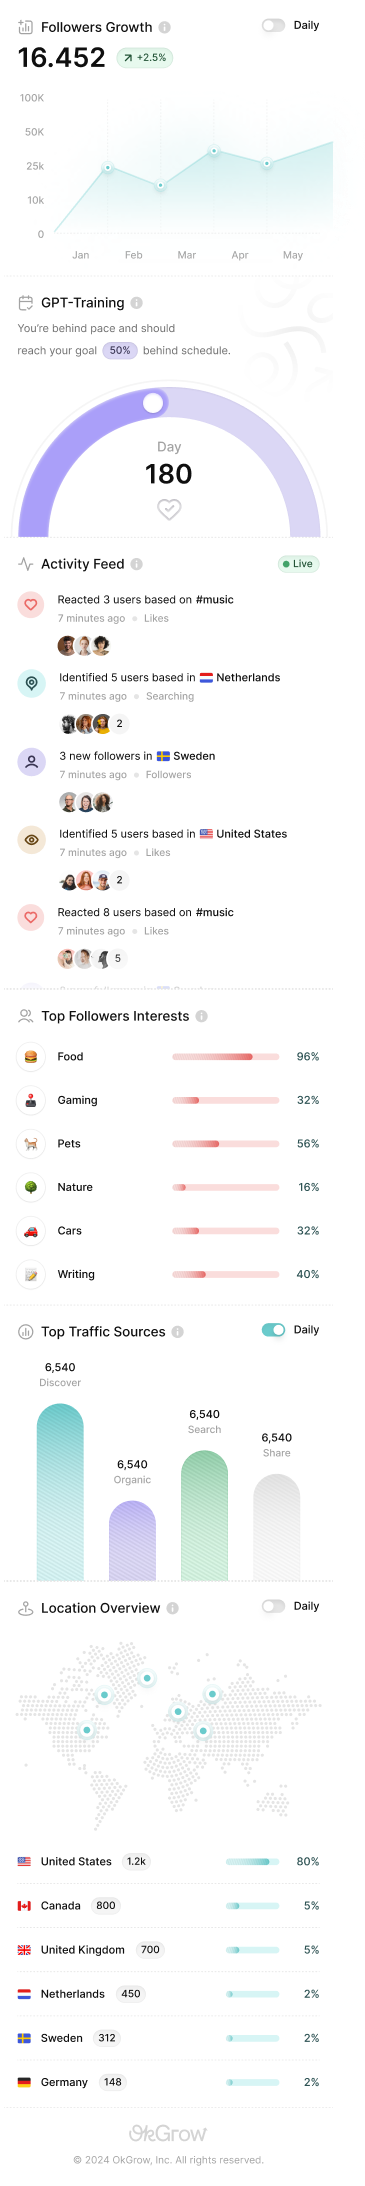 Followers Growth
Daily
16.452
+2.5%
100K
50K
25k
10k
0
Jan Feb Mar Apr May
GPT-Training
You're behind pace and should
reach your goal 50% behind schedule.
Day
180
Activity Feed
Live
Reacted 3 users based on #music
7 minutes ago Likes
Identified 5 users based in Netherlands
7 minutes ago Searching
2
3 new followers in Sweden
7 minutes ago Followers
Identified 5 users based in United States
7 minutes ago Likes
2
Reacted 8 users based on #music
7 minutes ago Likes
5
Top Followers Interests
Food 96%
Gaming 32%
Pets 56%
Nature 16%
Cars 32%
Writing 40%
Top Traffic Sources
Daily
6,540
Discover
6,540
Organic
6,540
Search
6,540
Share
Location Overview
Daily
United States 1.2k 80%
Canada 800 5%
United Kingdom 700 5%
Netherlands 450 2%
Sweden 312 2%
Germany 148 2%
OkGrow
© 2024 OkGrow, Inc. All rights reserved.